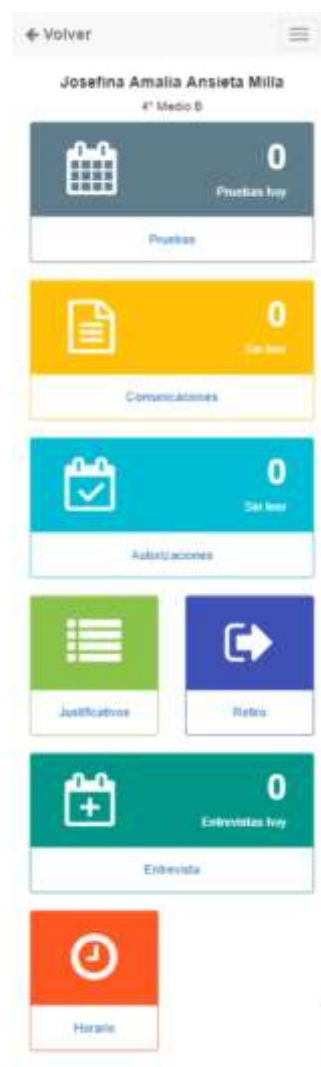 Volver
Josefina Amalia Ansieta Milla
4° Medio B
0
Pruebas hoy
Pruebas
0
Sin leer
Comunicaciones
0
Sin leer
Autorizaciones
Justificativos
Retiro
0
Entrevistas hoy
Entrevista
Horario